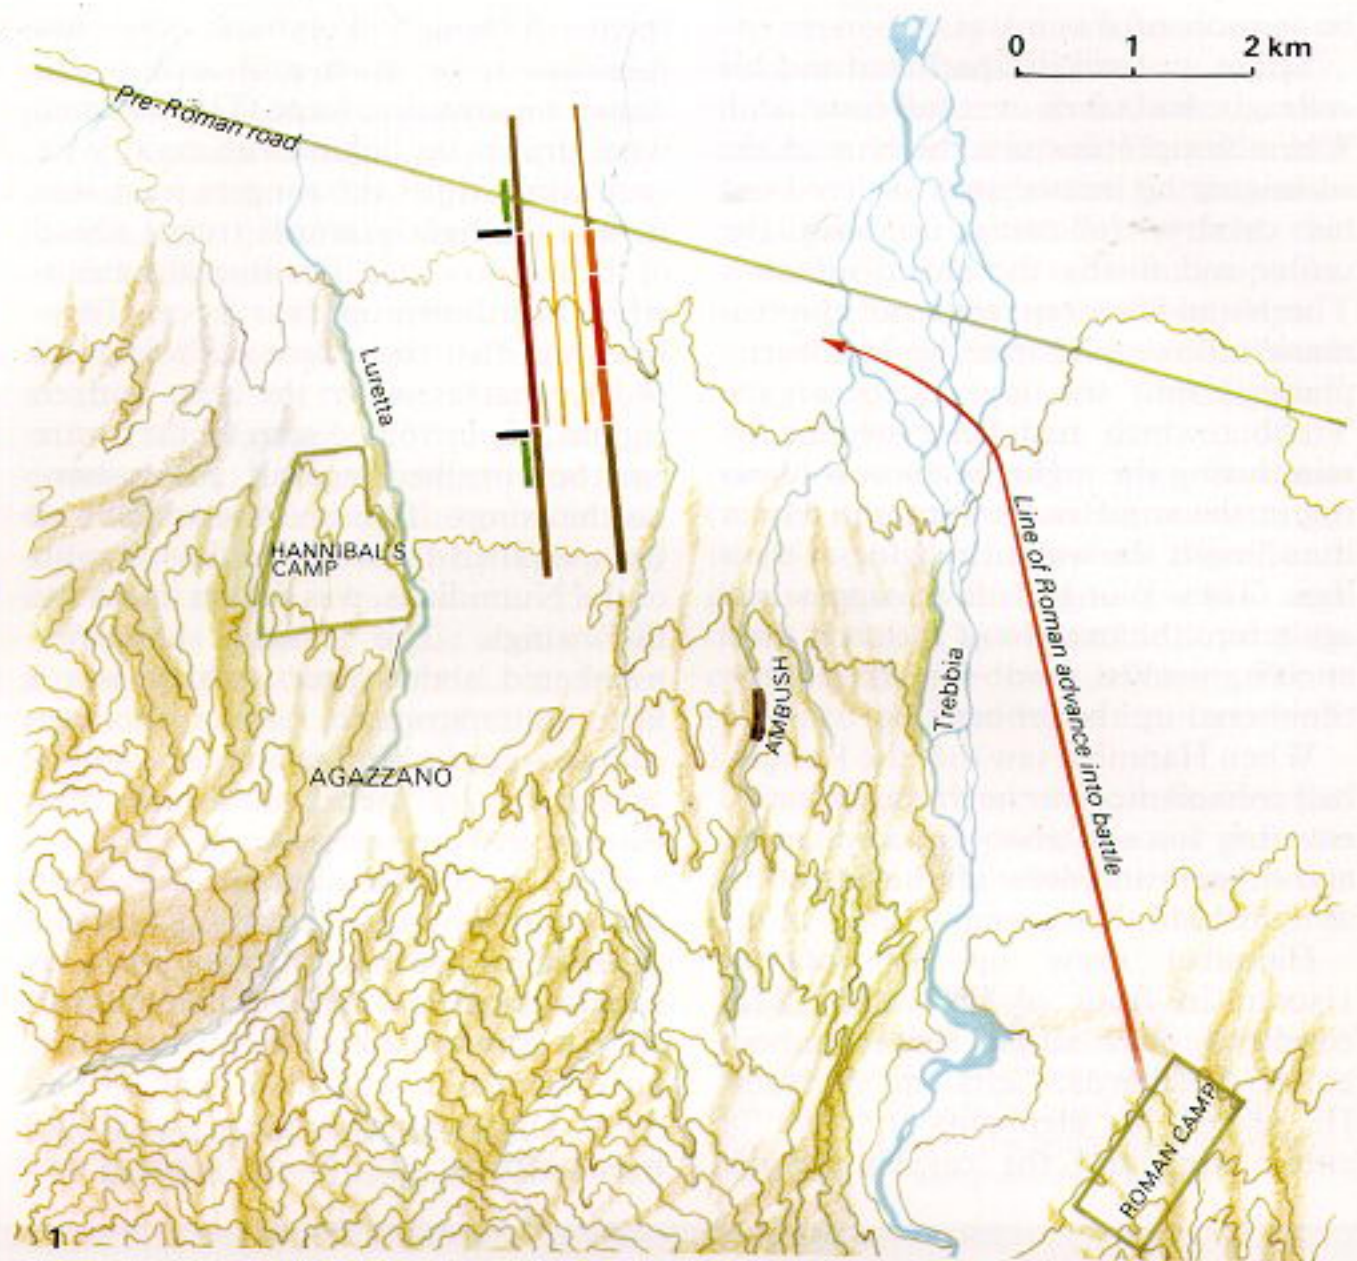 0 1 2 km
Pre-Roman road
Luretta
HANNIBAL'S
CAMP
Line of Roman advance into battle
Trebbia
AMBUSH
AGAZZANO
ROMAN CAMP
1